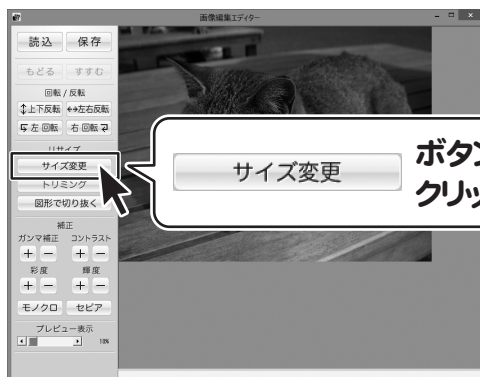 画像編集エディター
読込 保存
もどる すすむ
回転 / 反転
上下反転 左右反転
左回転 右回転
リサイズ
サイズ変更
トリミング
図形で切り抜く
補正
ガンマ補正 コントラスト
+ − + −
彩度 輝度
+ − + −
モノクロ セピア
プレビュー表示
10%
サイズ変更
ボタン
クリッ